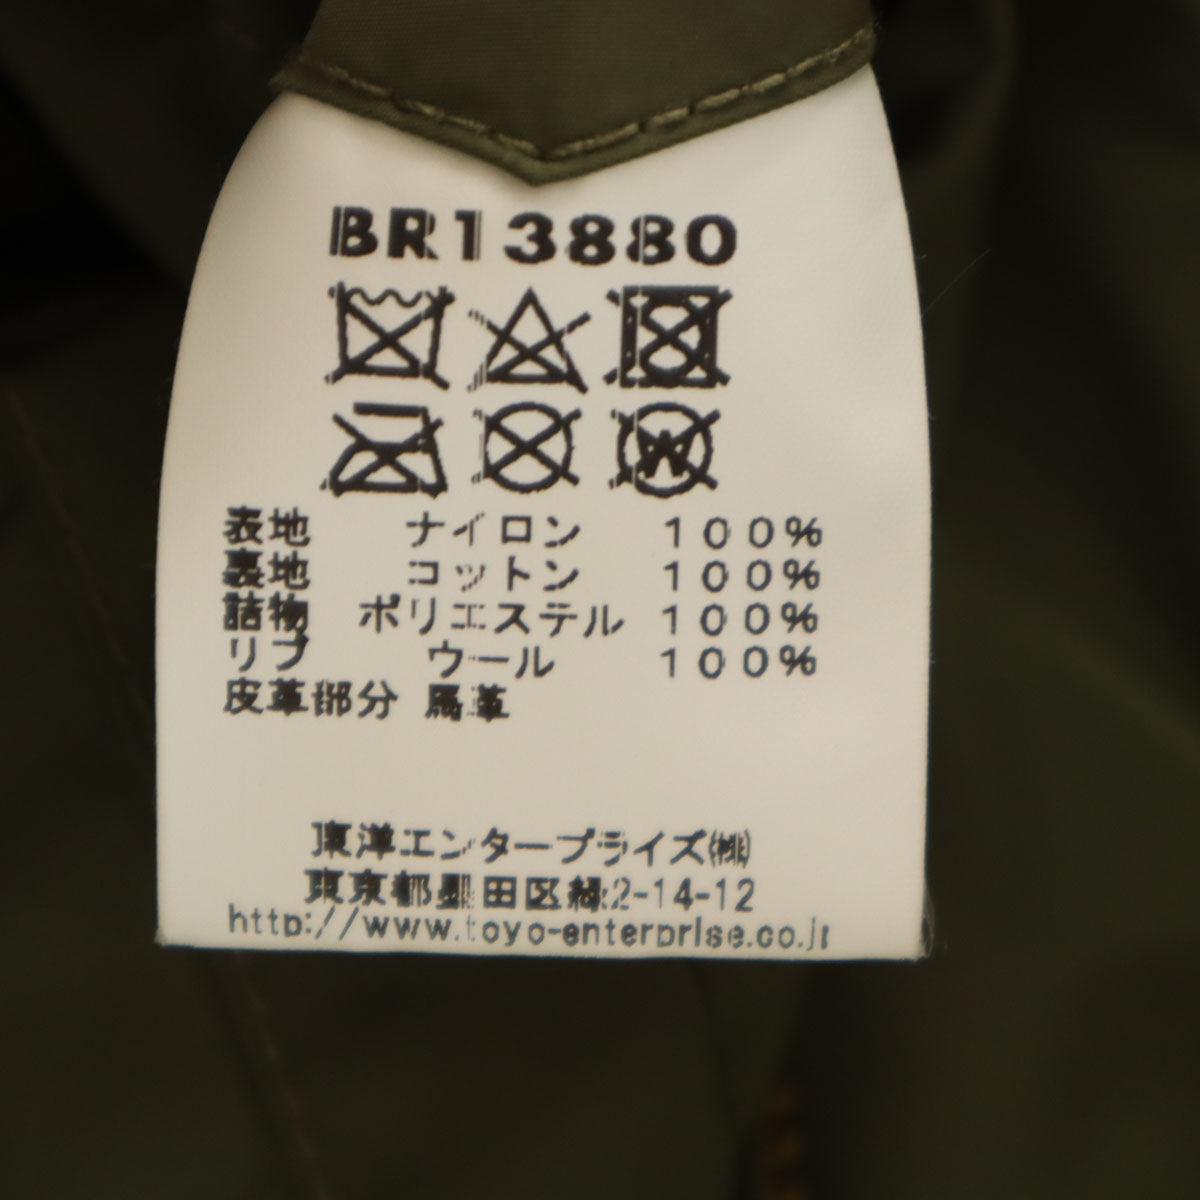 BR13880
表地 ナイロン 100%
裏地 コットン 100%
詰物 ポリエステル 100%
リブ ウール 100%
皮革部分 馬革
東洋エンタープライズ㈱
東京都墨田区緑2-14-12
http://www.toyo-enterprise.co.jp